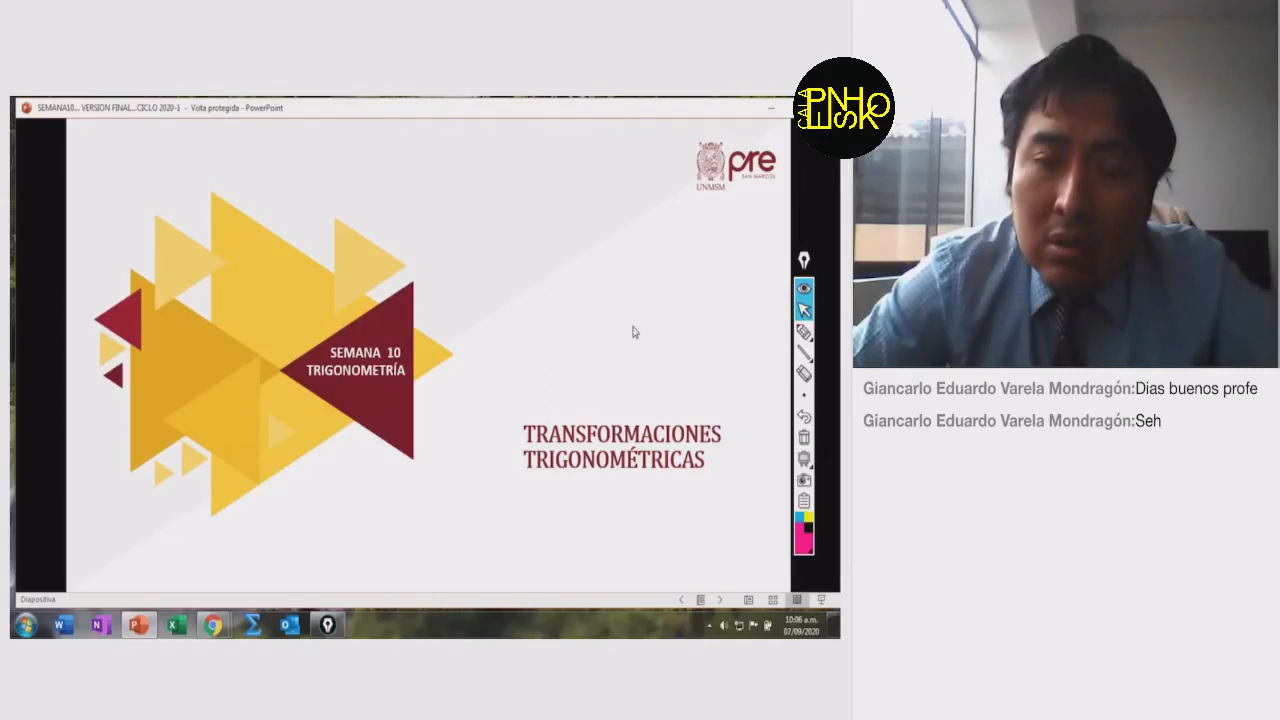 SEMANA10... VERSION FINAL...CICLO 2020-1 - Vista protegida - PowerPoint
pre
SAN MARCOS
UNMSM
SEMANA 10
TRIGONOMETRÍA
TRANSFORMACIONES
TRIGONOMÉTRICAS
Diapositiva
10:06 a.m.
07/09/2020
Giancarlo Eduardo Varela Mondragón:Dias buenos profe
Giancarlo Eduardo Varela Mondragón:Seh